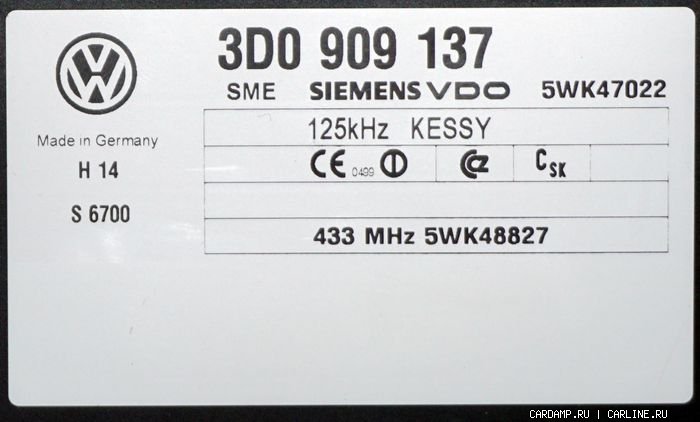 3D0 909 137
SME SIEMENS VDO 5WK47022
Made in Germany
H 14
S 6700
125kHz KESSY
CE 0499 CZ CSK
433 MHz 5WK48827
CARDAMP.RU | CARLINE.RU